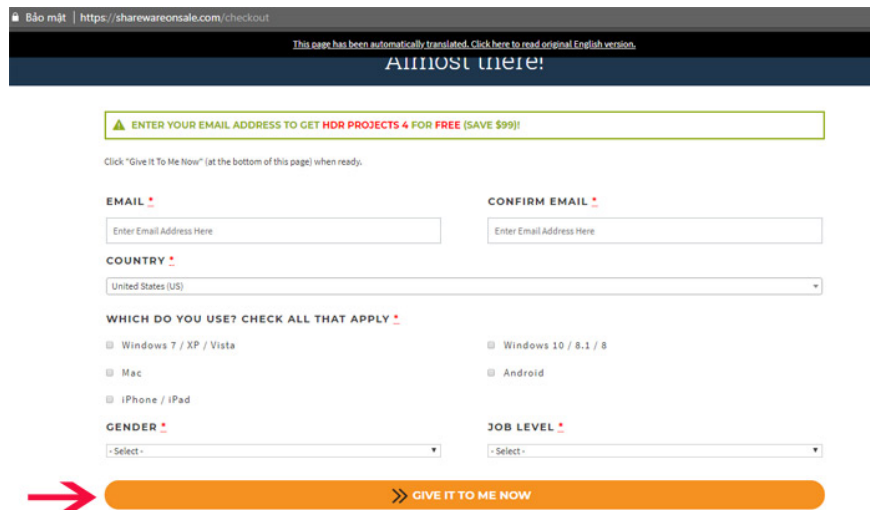 Bảo mật | https://sharewareonsale.com/checkout
This page has been automatically translated. Click here to read original English version.
Almost there!
ENTER YOUR EMAIL ADDRESS TO GET HDR PROJECTS 4 FOR FREE (SAVE $99)!
Click "Give It To Me Now" (at the bottom of this page) when ready.
EMAIL * CONFIRM EMAIL *
Enter Email Address Here Enter Email Address Here
COUNTRY *
United States (US)
WHICH DO YOU USE? CHECK ALL THAT APPLY *
Windows 7 / XP / Vista Windows 10 / 8.1 / 8
Mac Android
iPhone / iPad
GENDER * JOB LEVEL *
- Select - - Select -
GIVE IT TO ME NOW